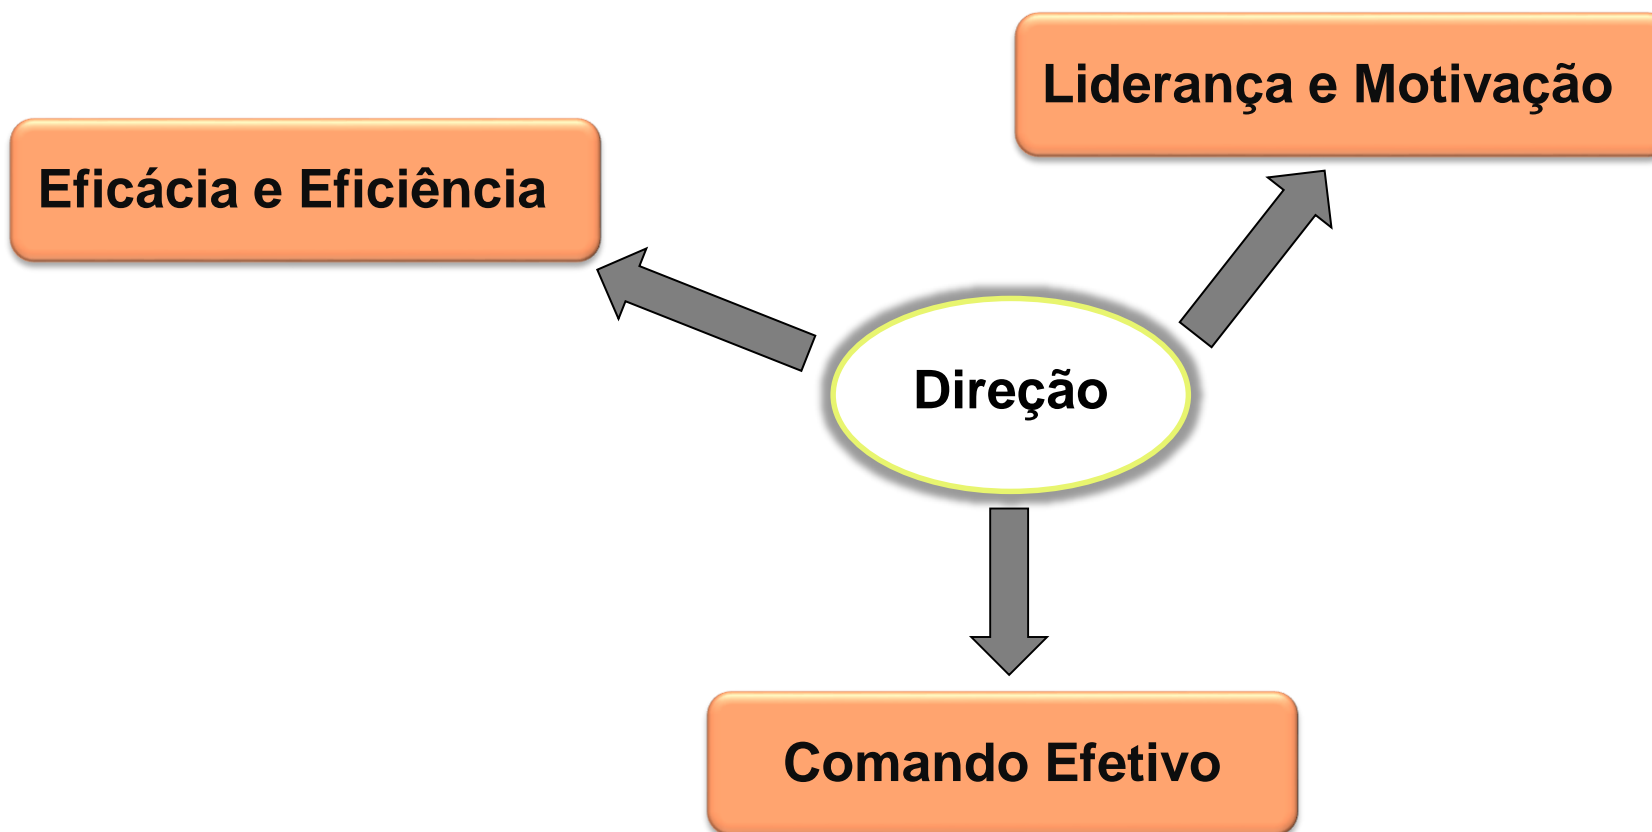 Liderança e Motivação
Eficácia e Eficiência
Direção
Comando Efetivo